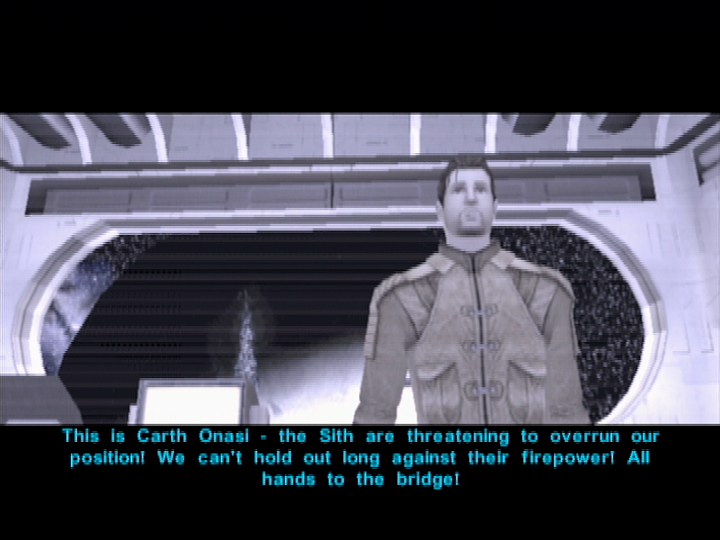 This is Carth Onasi - the Sith are threatening to overrun our
position! We can't hold out long against their firepower! All
hands to the bridge!